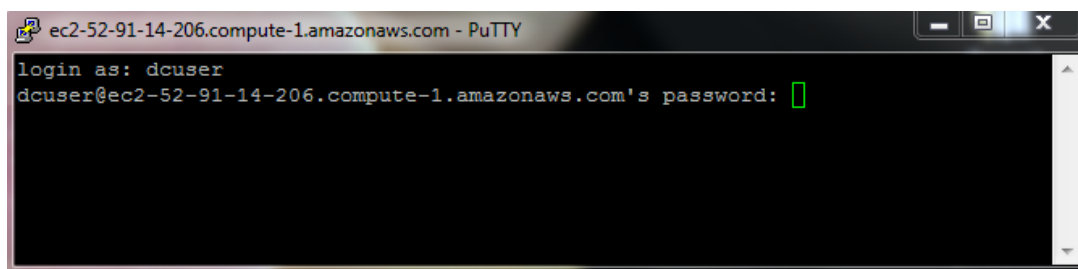 ec2-52-91-14-206.compute-1.amazonaws.com - PuTTY
login as: dcuser
dcuser@ec2-52-91-14-206.compute-1.amazonaws.com's password: